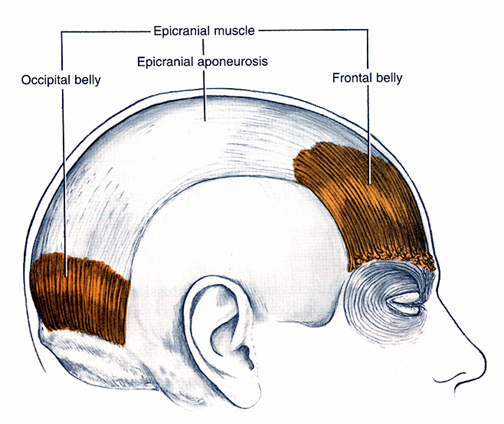 Epicranial muscle
Epicranial aponeurosis
Occipital belly
Frontal belly